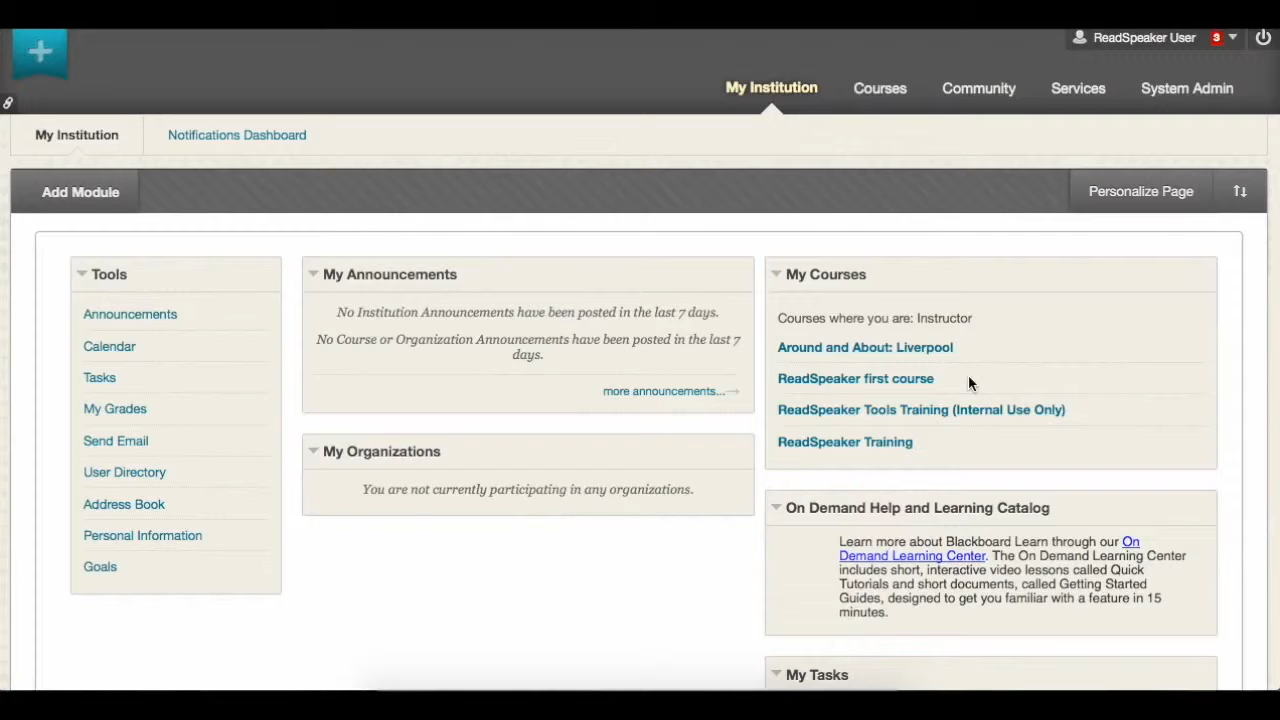 ReadSpeaker User
3
My Institution
Courses
Community
Services
System Admin
My Institution
Notifications Dashboard
Add Module
Personalize Page
Tools
Announcements
Calendar
Tasks
My Grades
Send Email
User Directory
Address Book
Personal Information
Goals
My Announcements
No Institution Announcements have been posted in the last 7 days.
No Course or Organization Announcements have been posted in the last 7
days.
more announcements...→
My Organizations
You are not currently participating in any organizations.
My Courses
Courses where you are: Instructor
Around and About: Liverpool
ReadSpeaker first course
ReadSpeaker Tools Training (Internal Use Only)
ReadSpeaker Training
On Demand Help and Learning Catalog
Learn more about Blackboard Learn through our On
Demand Learning Center. The On Demand Learning Center
includes short, interactive video lessons called Quick
Tutorials and short documents, called Getting Started
Guides, designed to get you familiar with a feature in 15
minutes.
My Tasks